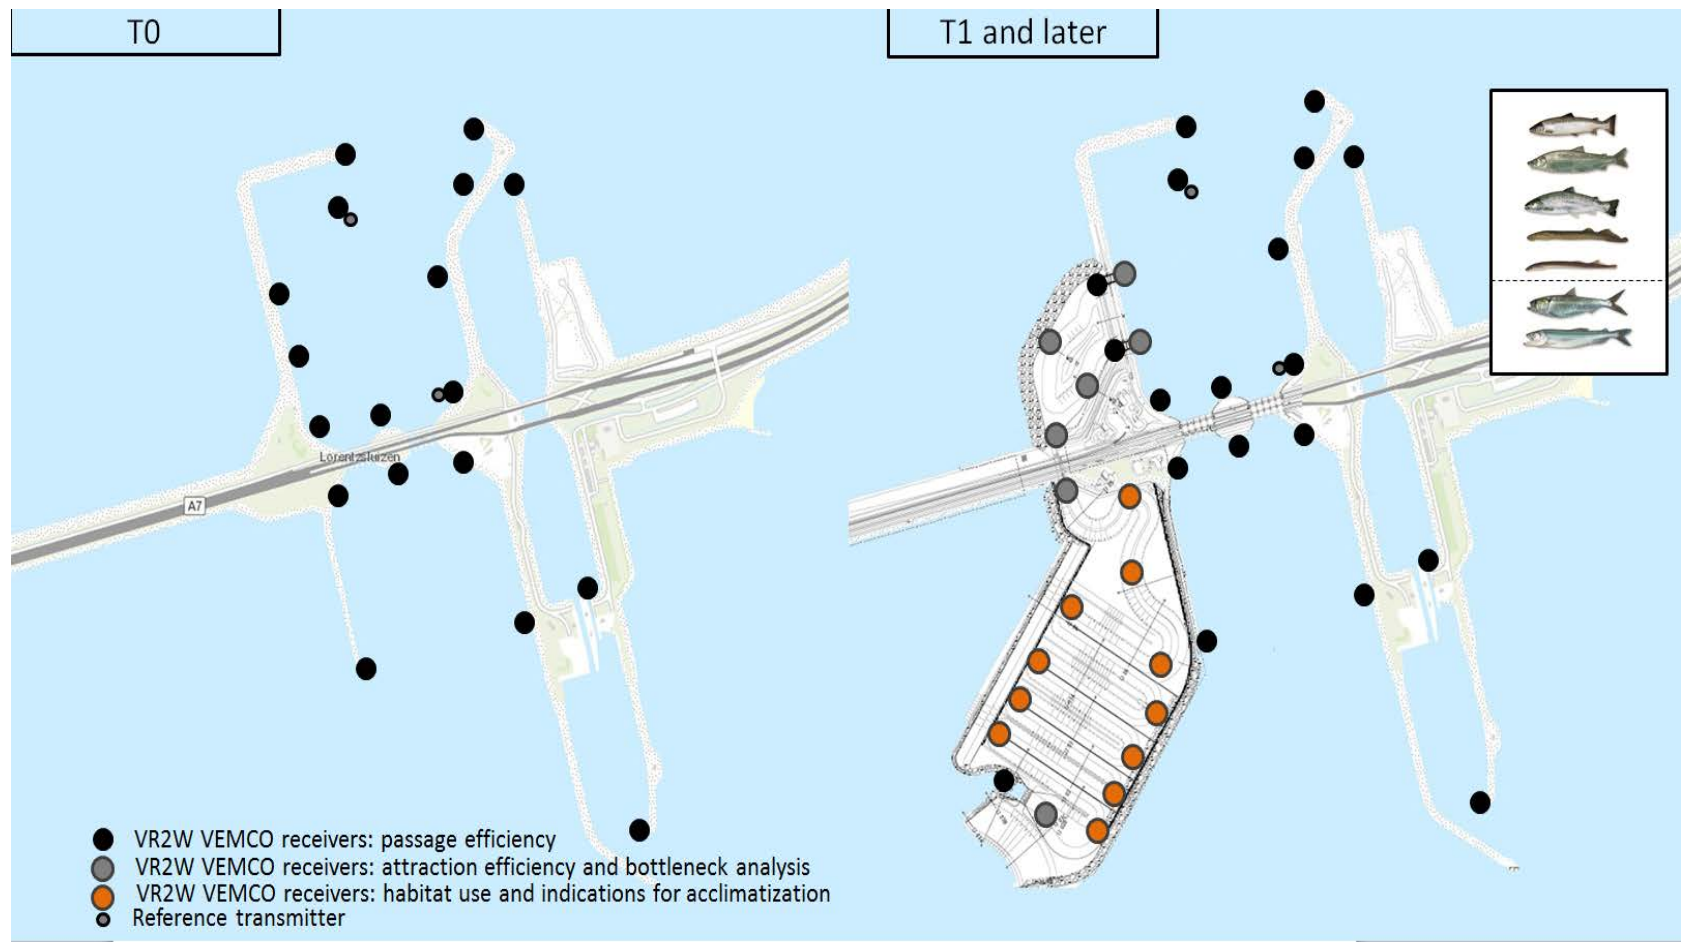 T0
T1 and later
Lorentzsluizen
A7
VR2W VEMCO receivers: passage efficiency
VR2W VEMCO receivers: attraction efficiency and bottleneck analysis
VR2W VEMCO receivers: habitat use and indications for acclimatization
Reference transmitter